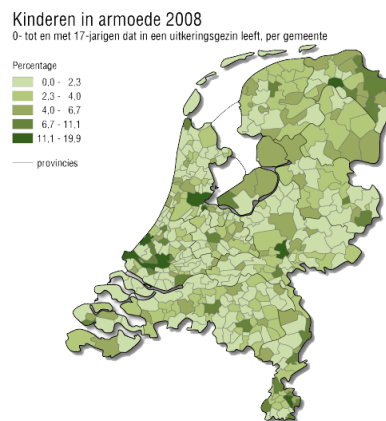 Kinderen in armoede 2008
0- tot en met 17-jarigen dat in een uitkeringsgezin leeft, per gemeente
Percentage
0,0 - 2,3
2,3 - 4,0
4,0 - 6,7
6,7 - 11,1
11,1 - 19,9
provincies